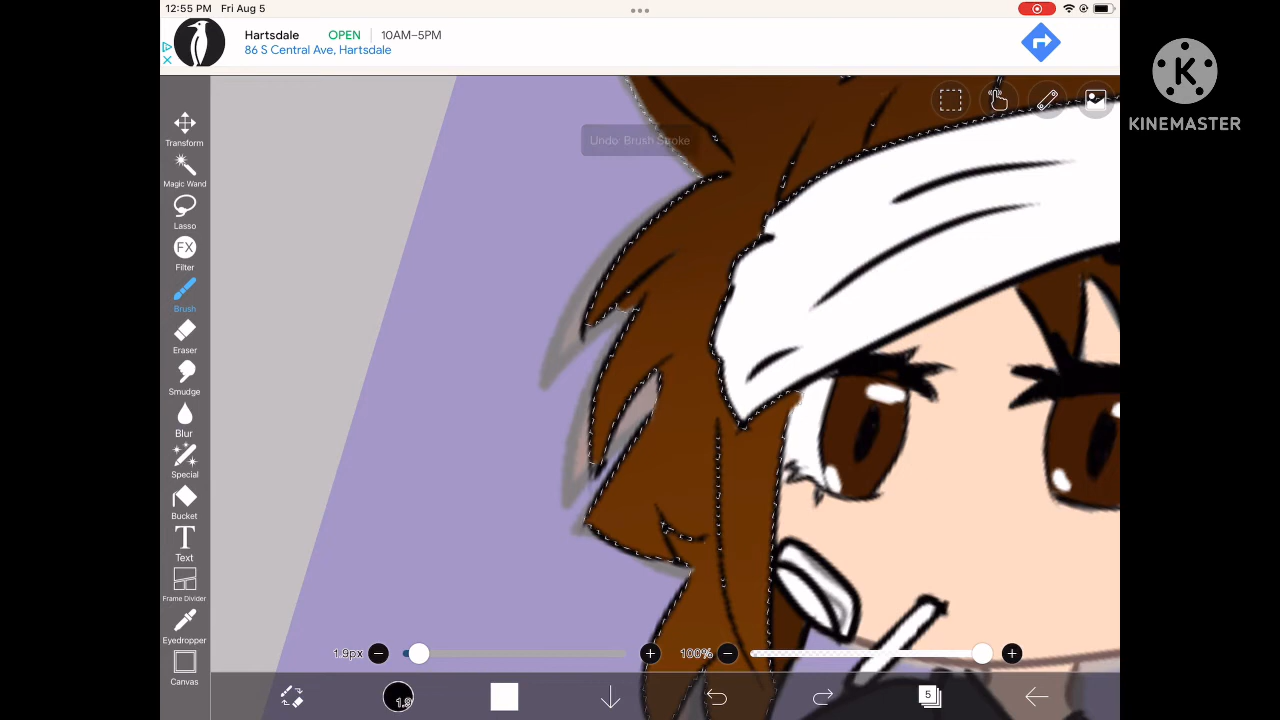 12:55 PM Fri Aug 5
Hartsdale OPEN 10AM–5PM
86 S Central Ave, Hartsdale
K
KINEMASTER
Undo: Brush Stroke
Transform
Magic Wand
Lasso
FX
Filter
Brush
Eraser
Smudge
Blur
Special
Bucket
T
Text
Frame Divider
Eyedropper
Canvas
1.9px
100%
1.9
5